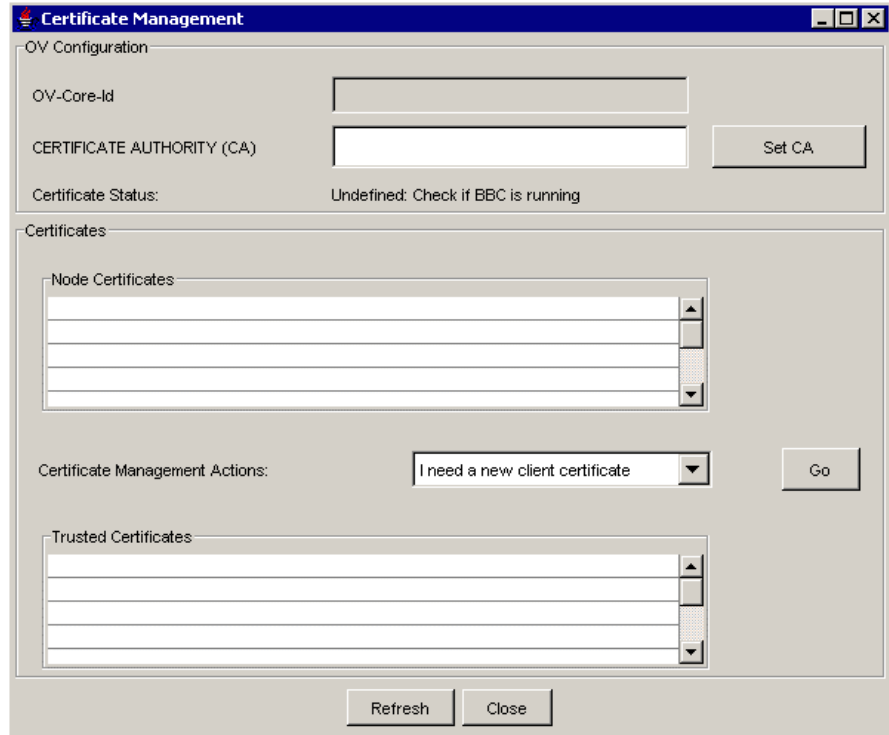 Certificate Management
OV Configuration
OV-Core-Id
CERTIFICATE AUTHORITY (CA)
Set CA
Certificate Status: Undefined: Check if BBC is running
Certificates
Node Certificates
Certificate Management Actions: I need a new client certificate Go
Trusted Certificates
Refresh Close